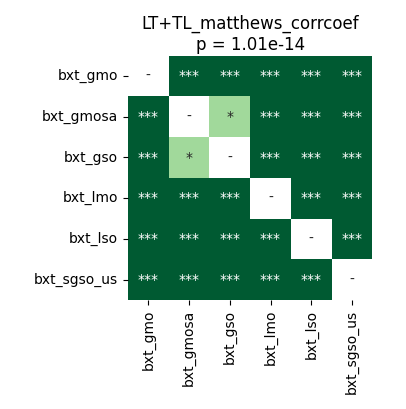 LT+TL_matthews_corrcoef
p = 1.01e-14
bxt_gmo - *** *** *** *** ***
bxt_gmosa *** - * *** *** ***
bxt_gso *** * - *** *** ***
bxt_lmo *** *** *** - *** ***
bxt_lso *** *** *** *** - ***
bxt_sgso_us *** *** *** *** *** -
bxt_gmo
bxt_gmosa
bxt_gso
bxt_lmo
bxt_lso
bxt_sgso_us